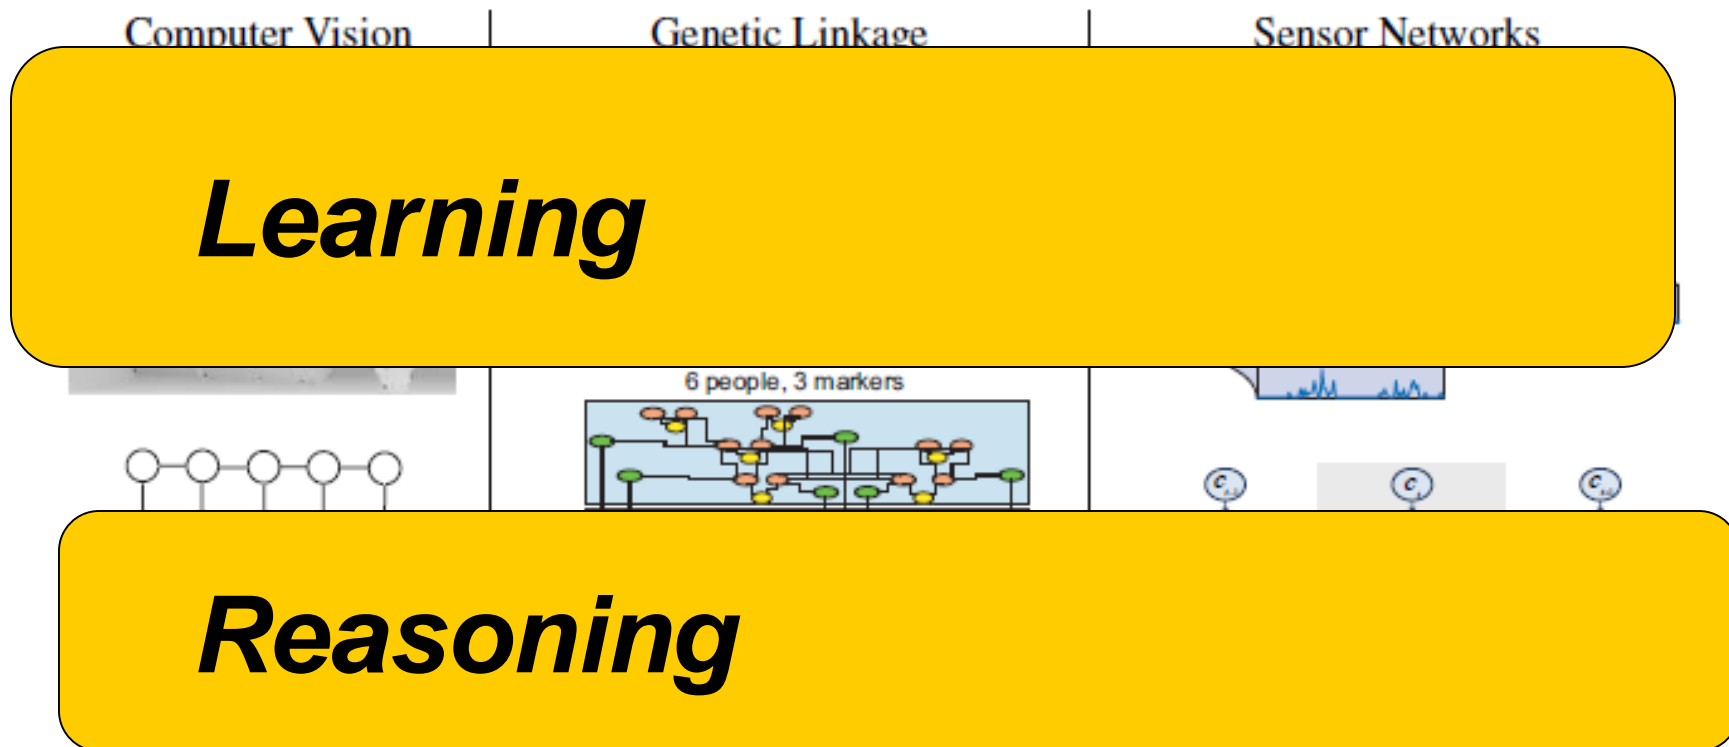 Computer Vision
Genetic Linkage
Sensor Networks
Learning
6 people, 3 markers
Reasoning